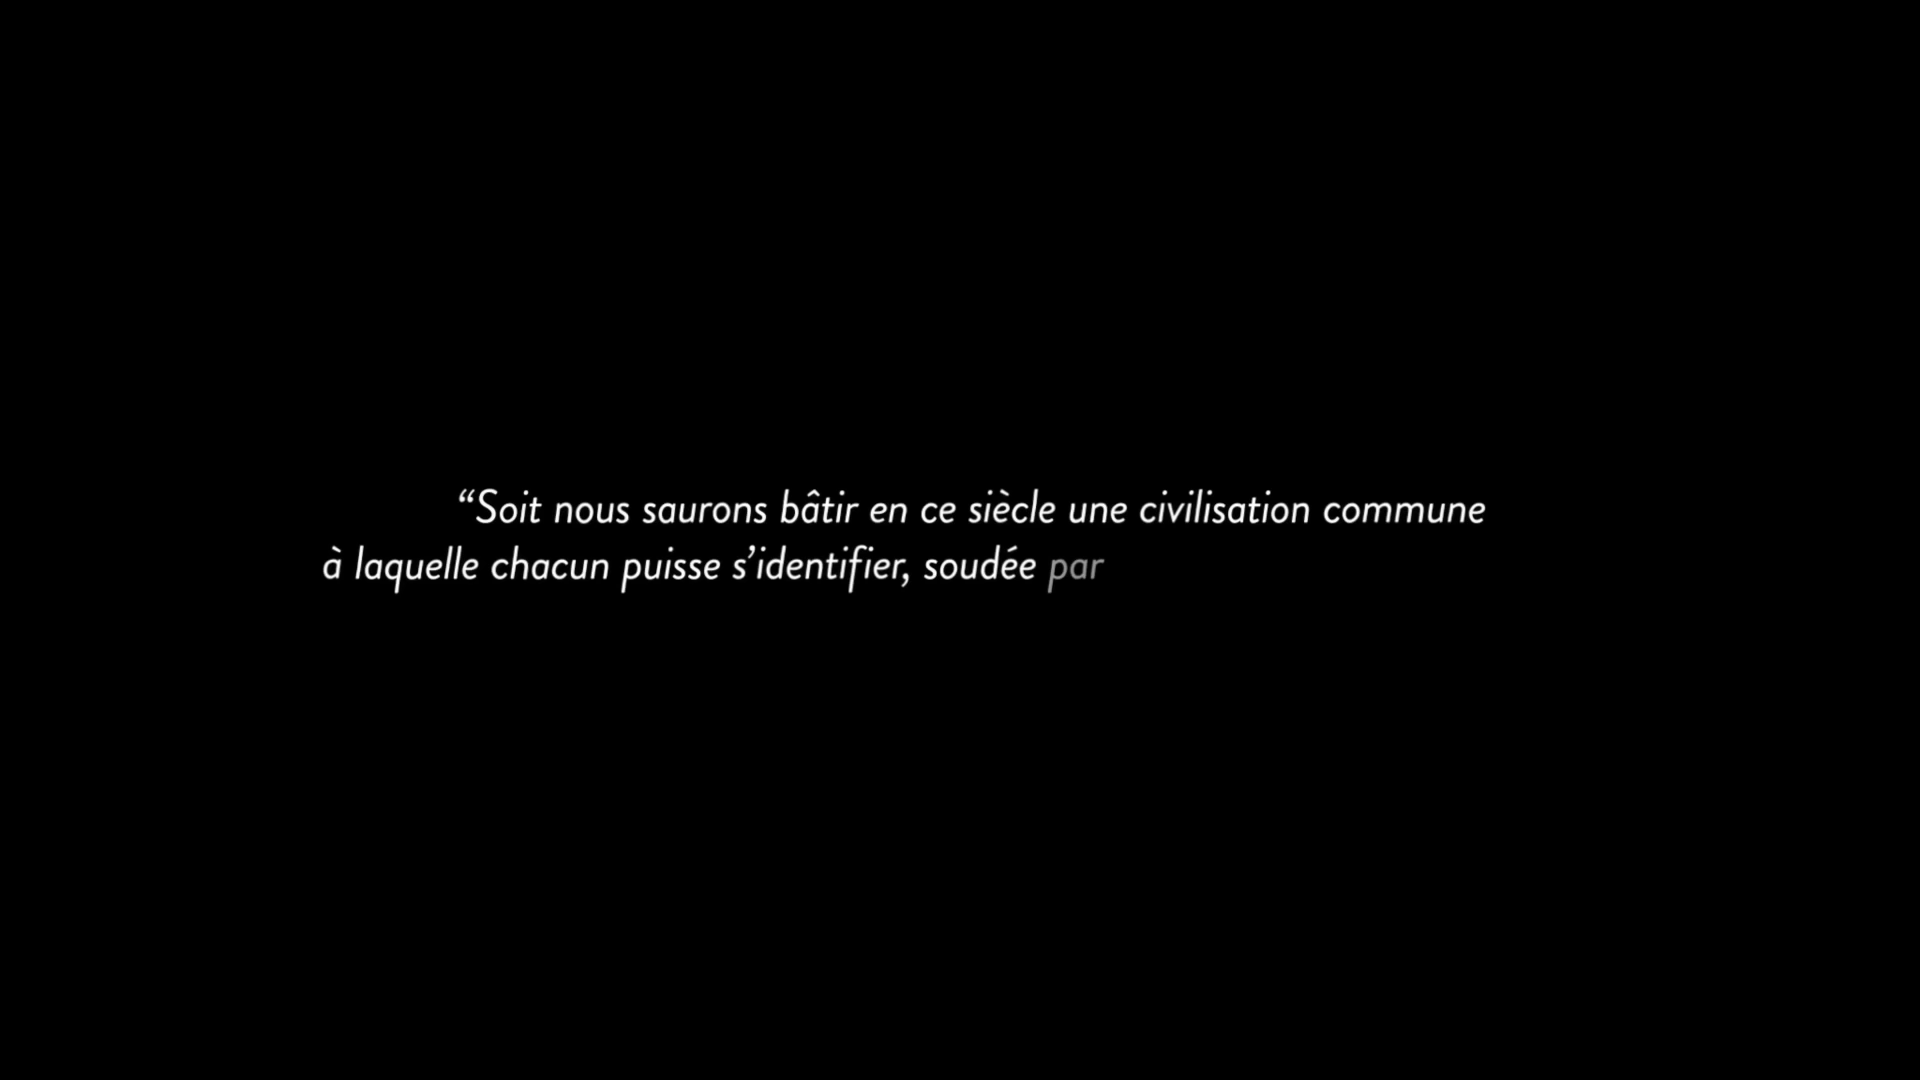 “Soit nous saurons bâtir en ce siècle une civilisation commune
à laquelle chacun puisse s’identifier, soudée par